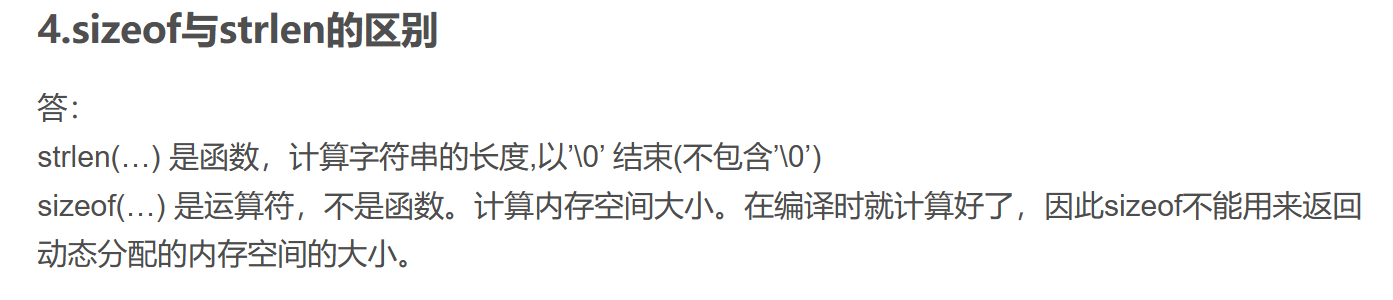 4.sizeof与strlen的区别
答：
strlen(…) 是函数，计算字符串的长度,以’\0’ 结束(不包含’\0’)
sizeof(…) 是运算符，不是函数。计算内存空间大小。在编译时就计算好了，因此sizeof不能用来返回
动态分配的内存空间的大小。